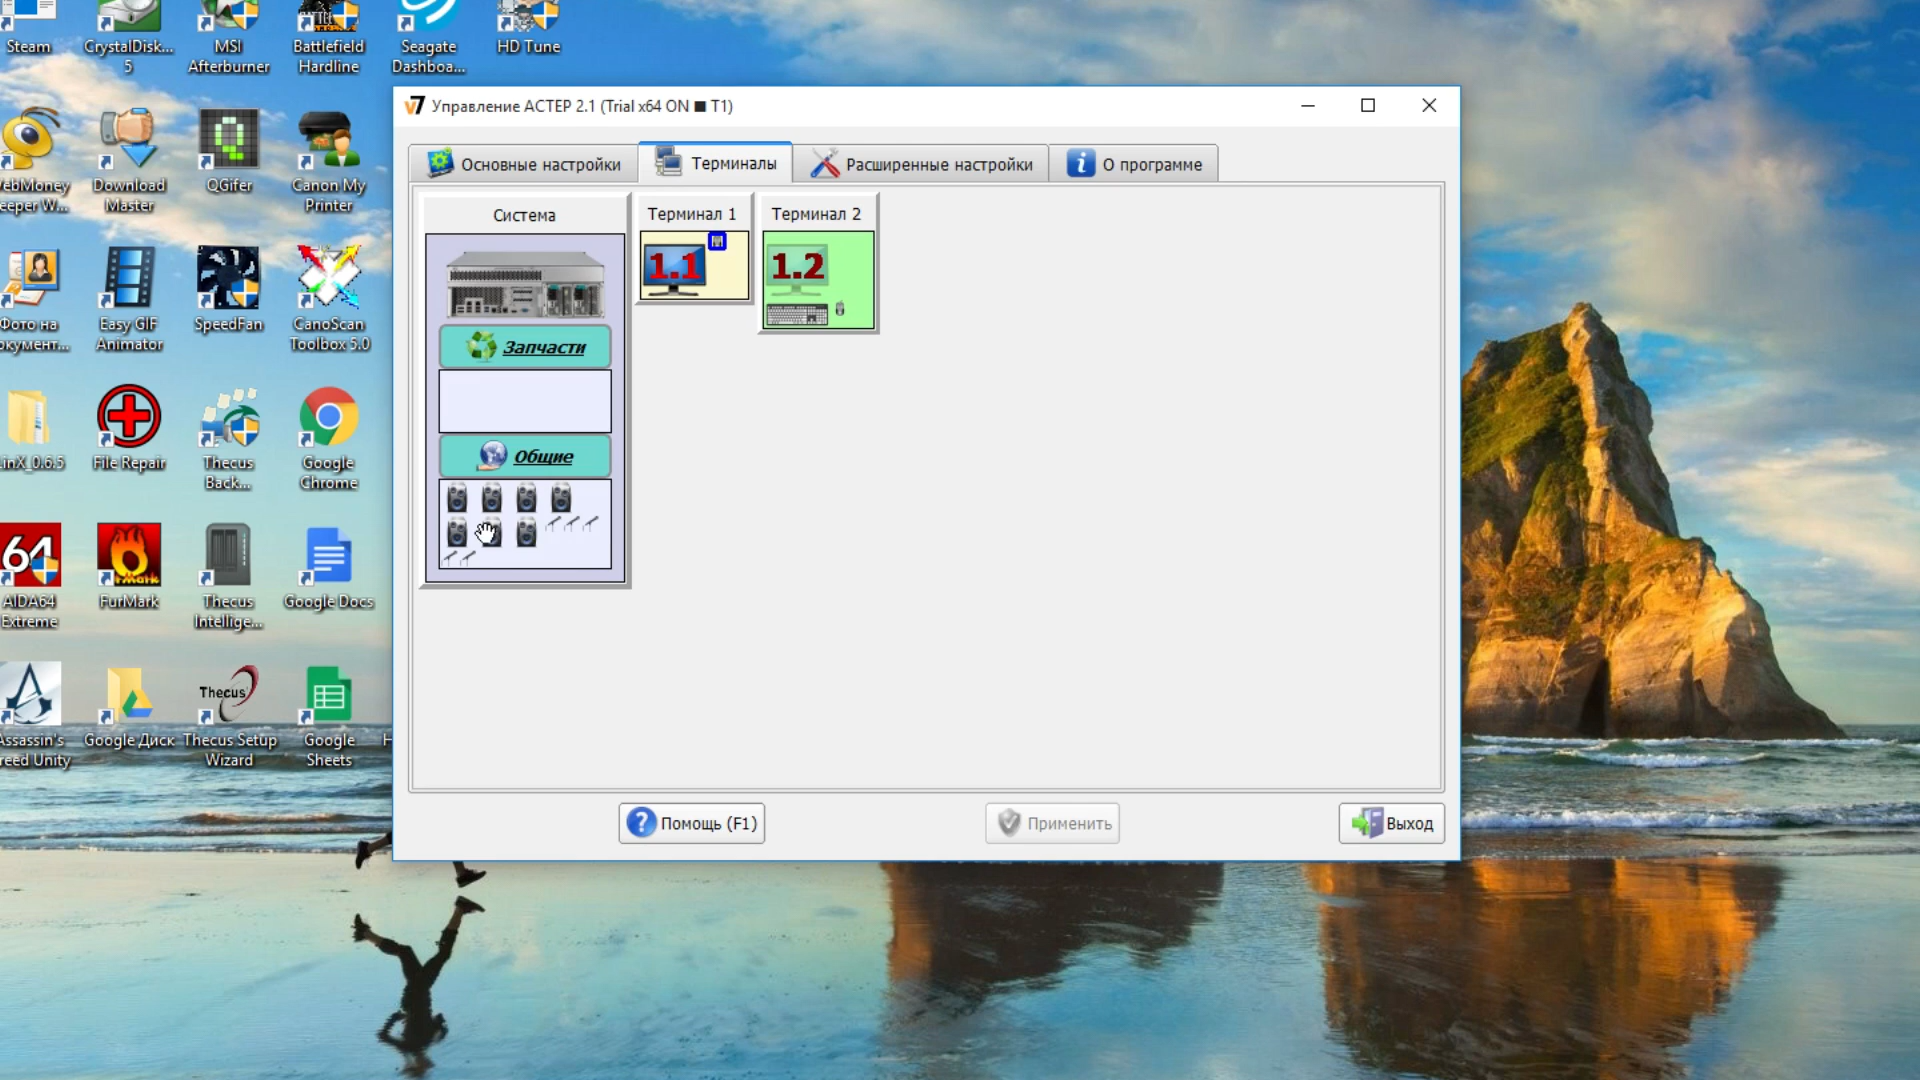 Steam
CrystalDisk...
5
MSI
Afterburner
Battlefield
Hardline
Seagate
Dashboa...
HD Tune
Управление АСТЕР 2.1 (Trial x64 ON ■ T1)
Основные настройки
Терминалы
Расширенные настройки
О программе
Система
Терминал 1
Терминал 2
1.1
1.2
Запчасти
Общие
Помощь (F1)
Применить
Выход
ebMoney
eeper W...
Download
Master
QGifer
Canon My
Printer
Фото на
окумент...
Easy GIF
Animator
SpeedFan
CanoScan
Toolbox 5.0
inX_0.6.5
File Repair
Thecus
Back...
Google
Chrome
64
AIDA64
Extreme
FurMark
Thecus
Intellige...
Google Docs
Assassin's
reed Unity
Google Диск
Thecus
Thecus Setup
Wizard
Google
Sheets